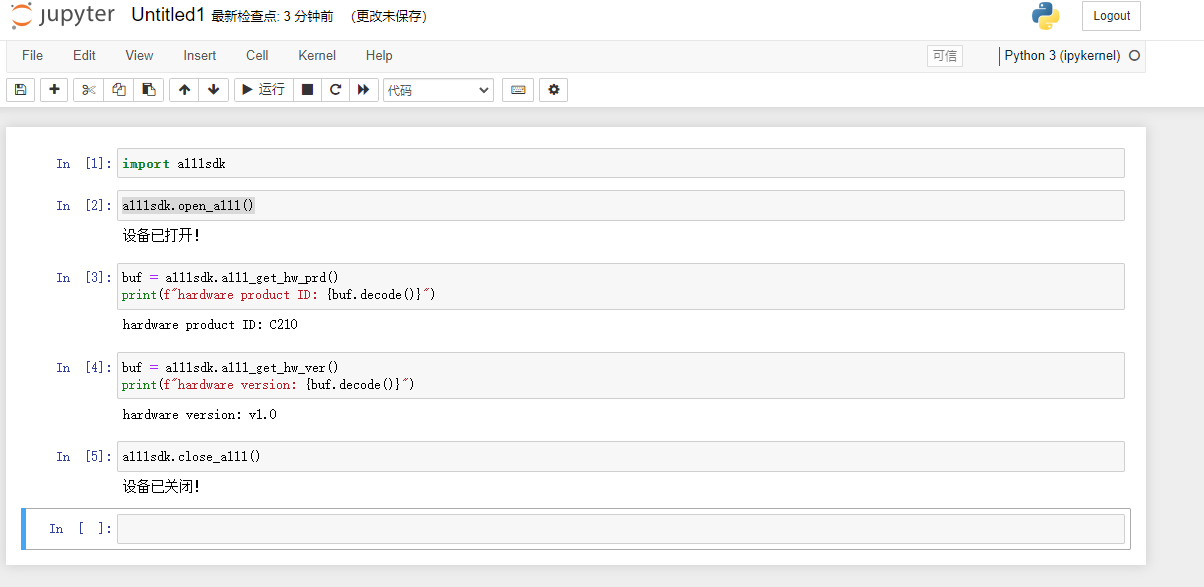 jupyter Untitled1 最新检查点: 3 分钟前 (更改未保存)
Logout
File Edit View Insert Cell Kernel Help 可信 Python 3 (ipykernel)
运行 代码
In [1]: import a111sdk
In [2]: a111sdk.open_a111()
设备已打开!
In [3]: buf = a111sdk.a111_get_hw_prd()
print(f"hardware product ID: {buf.decode()}")
hardware product ID: C210
In [4]: buf = a111sdk.a111_get_hw_ver()
print(f"hardware version: {buf.decode()}")
hardware version: v1.0
In [5]: a111sdk.close_a111()
设备已关闭!
In [ ]: